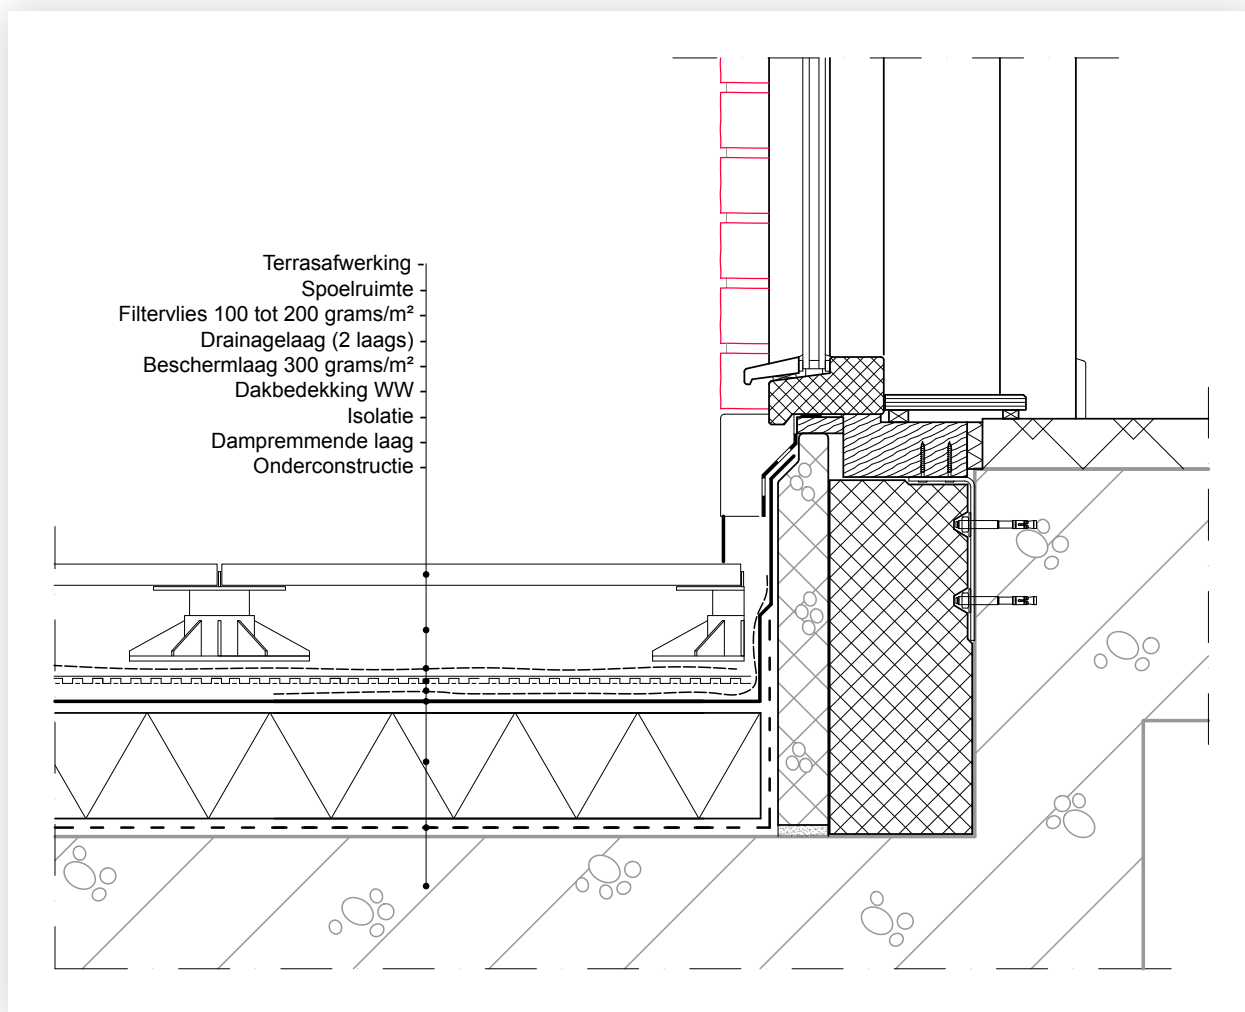 Terrasafwerking
Spoelruimte
Filtervlies 100 tot 200 grams/m²
Drainagelaag (2 laags)
Beschermlaag 300 grams/m²
Dakbedekking WW
Isolatie
Dampremmende laag
Onderconstructie